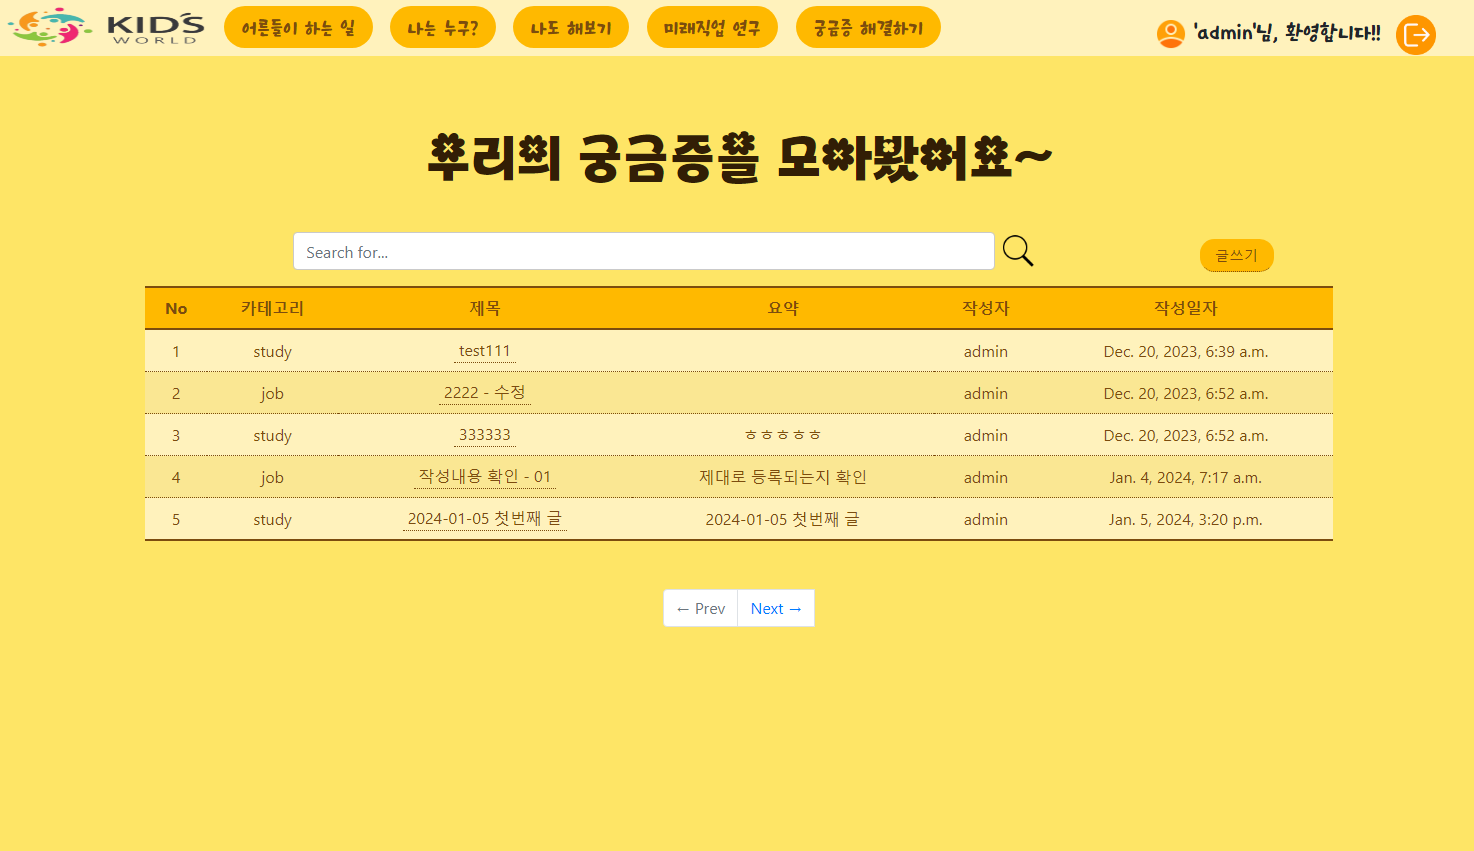 KID'S WORLD 어른들이 하는 일 나는 누구? 나도 해보기 미래직업 연구 궁금증 해결하기 'admin'님, 환영합니다!!
우리의 궁금증을 모아봤어요~
Search for... 글쓰기
No 카테고리 제목 요약 작성자 작성일자
1 study test111 admin Dec. 20, 2023, 6:39 a.m.
2 job 2222 - 수정 admin Dec. 20, 2023, 6:52 a.m.
3 study 333333 ㅎㅎㅎㅎㅎ admin Dec. 20, 2023, 6:52 a.m.
4 job 작성내용 확인 - 01 제대로 등록되는지 확인 admin Jan. 4, 2024, 7:17 a.m.
5 study 2024-01-05 첫번째 글 2024-01-05 첫번째 글 admin Jan. 5, 2024, 3:20 p.m.
← Prev Next →